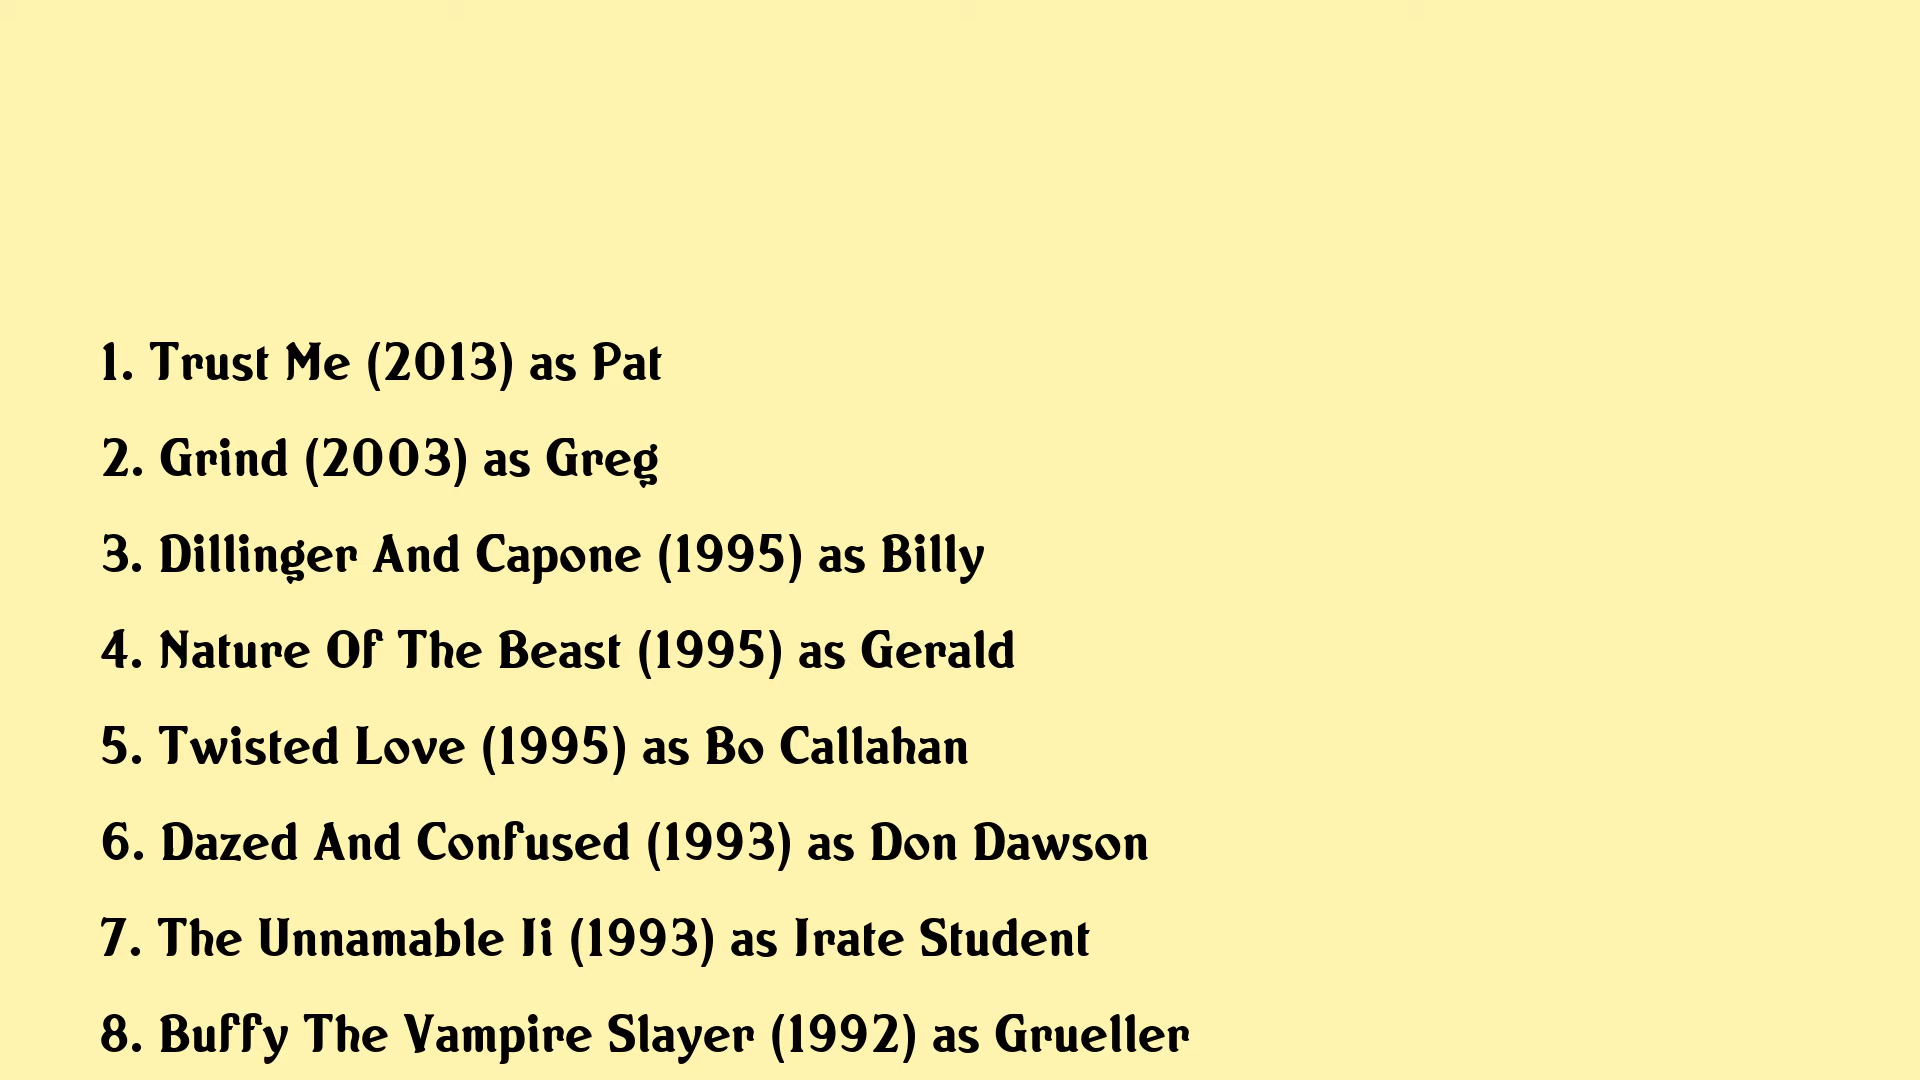 1. Trust Me (2013) as Pat
2. Grind (2003) as Greg
3. Dillinger And Capone (1995) as Billy
4. Nature Of The Beast (1995) as Gerald
5. Twisted Love (1995) as Bo Callahan
6. Dazed And Confused (1993) as Don Dawson
7. The Unnamable Ii (1993) as Irate Student
8. Buffy The Vampire Slayer (1992) as Grueller